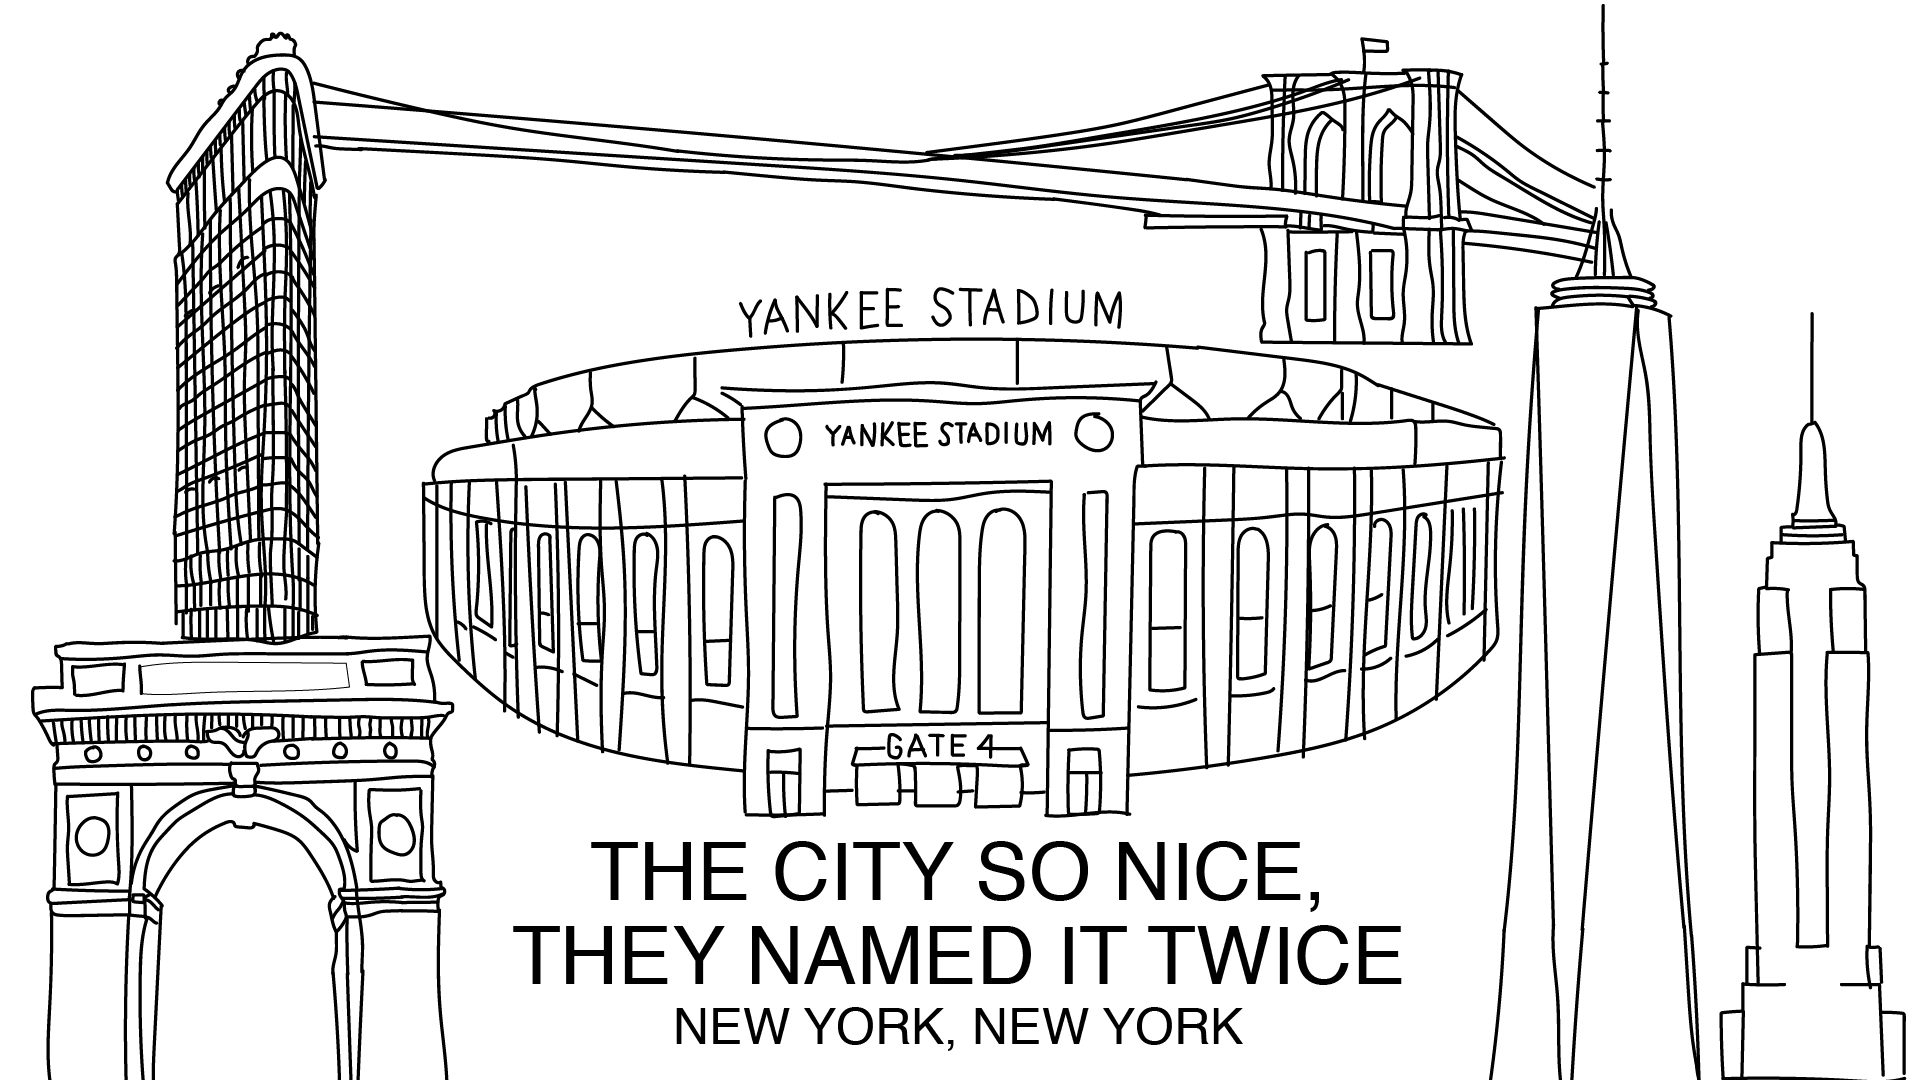 YANKEE STADIUM
YANKEE STADIUM
GATE 4
THE CITY SO NICE,
THEY NAMED IT TWICE
NEW YORK, NEW YORK